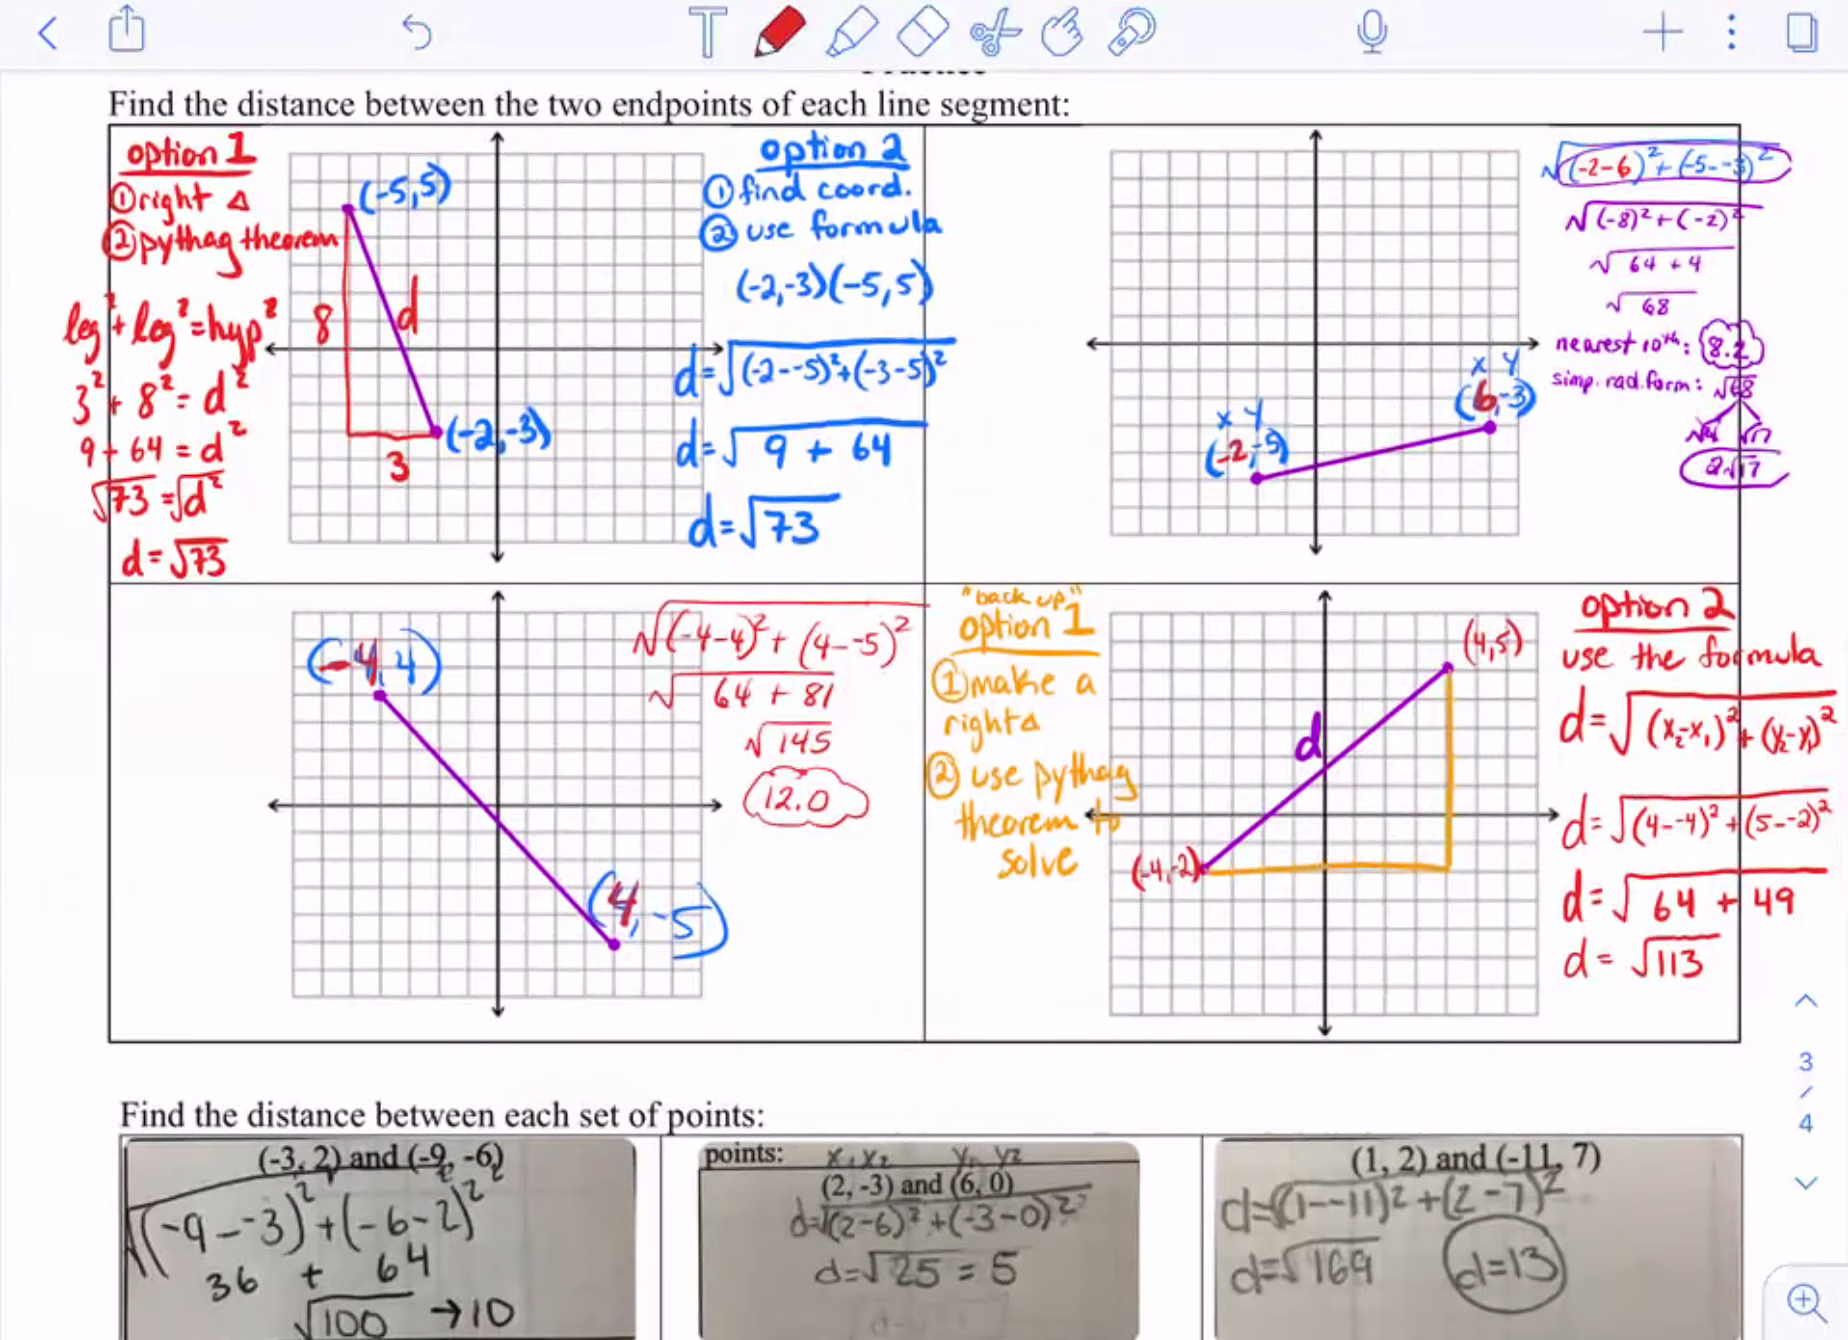 T
Find the distance between the two endpoints of each line segment:
option 1
① right △
② pythag theorem
leg² + leg² = hyp²
3² + 8² = d²
9 + 64 = d²
√73 = √d²
d = √73
(-5,5)
8
d
3
(-2,-3)
option 2
① find coord.
② use formula
(-2,-3)(-5,5)
d=√(-2--5)²+(-3-5)²
d=√9 + 64
d=√73
√(-2-6)²+(-5--3)²
√(-8)²+(-2)²
√64 + 4
√68
nearest 10th: 8.2
simp. rad. form: √68
√4 √17
2√17
x y
(6,-3)
x y
(-2,-5)
(-4,4)
(4,-5)
√(-4-4)²+(4--5)²
√64 + 81
√145
12.0
"back up"
option 1
① make a
right △
② use pythag
theorem to
solve
d
(4,5)
(-4,-2)
option 2
use the formula
d=√(x₂-x₁)²+(y₂-y₁)²
d=√(4--4)²+(5--2)²
d=√64 + 49
d= √113
3
/
4
Find the distance between each set of points:
(-3, 2) and (-9, -6)
√(-9--3)²+(-6-2)²
36 + 64
√100 →10
points: x₁ x₂ y₁ y₂
(2, -3) and (6, 0)
d=√(2-6)²+(-3-0)²
d=√25 = 5
(1, 2) and (-11, 7)
d=√(1--11)²+(2-7)²
d=√169 d=13